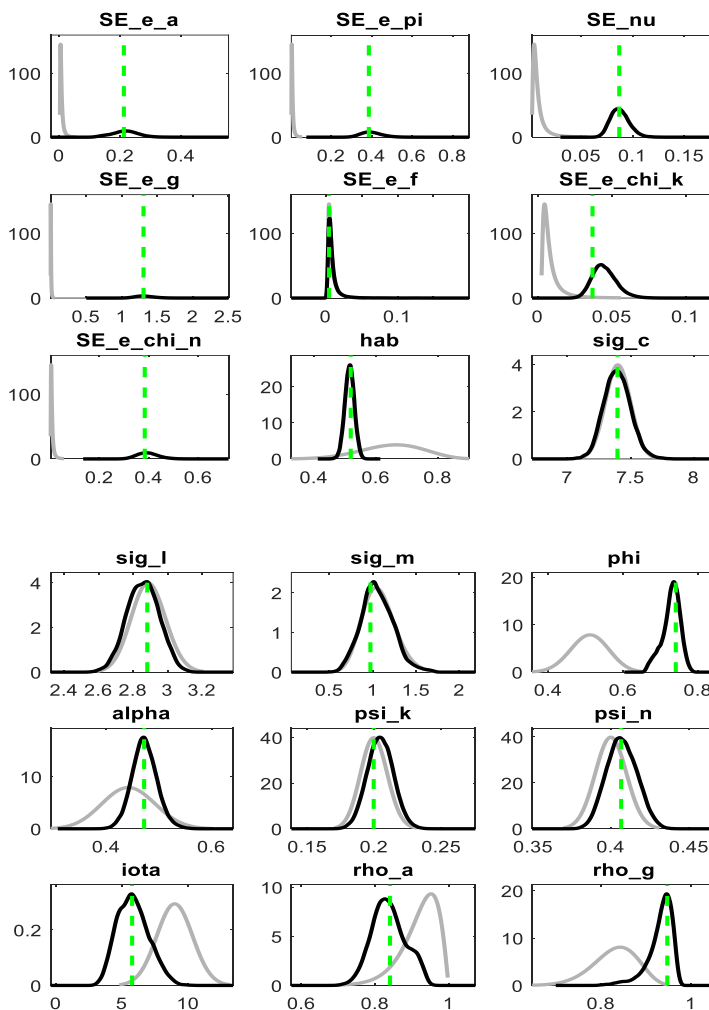 SE_e_a SE_e_pi SE_nu
100 100 100
0 0 0
0 0.2 0.4 0.2 0.4 0.6 0.8 0.05 0.1 0.15
SE_e_g SE_e_f SE_e_chi_k
100 100 100
0 0 0
0.5 1 1.5 2 2.5 0 0.1 0 0.05 0.1
SE_e_chi_n hab sig_c
100 20 4
10 2
0 0 0
0.2 0.4 0.6 0.4 0.6 0.8 7 7.5 8
sig_l sig_m phi
4 2 20
2 1 10
0 0 0
2.4 2.6 2.8 3 3.2 0.5 1 1.5 2 0.4 0.6 0.8
alpha psi_k psi_n
10 40 40
20 20
0 0 0
0.4 0.6 0.15 0.2 0.25 0.35 0.4 0.45
iota rho_a rho_g
0.2 10 20
5 10
0 0 0
0 5 10 0.6 0.8 1 0.8 1